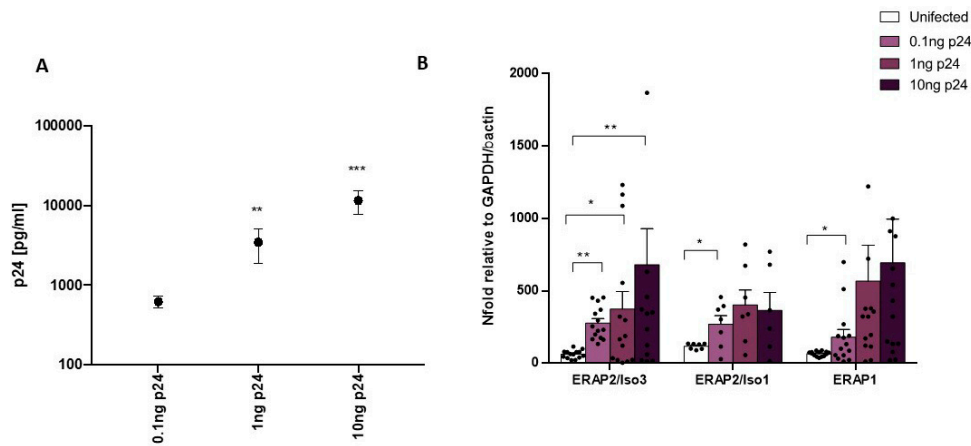 A
p24 [pg/ml]
100000
10000
1000
100
**
***
0.1ng p24
1ng p24
10ng p24
B
Unifected
0.1ng p24
1ng p24
10ng p24
Nfold relative to GAPDH/bactin
2000
1500
1000
500
0
**
*
**
*
*
ERAP2/Iso3
ERAP2/Iso1
ERAP1